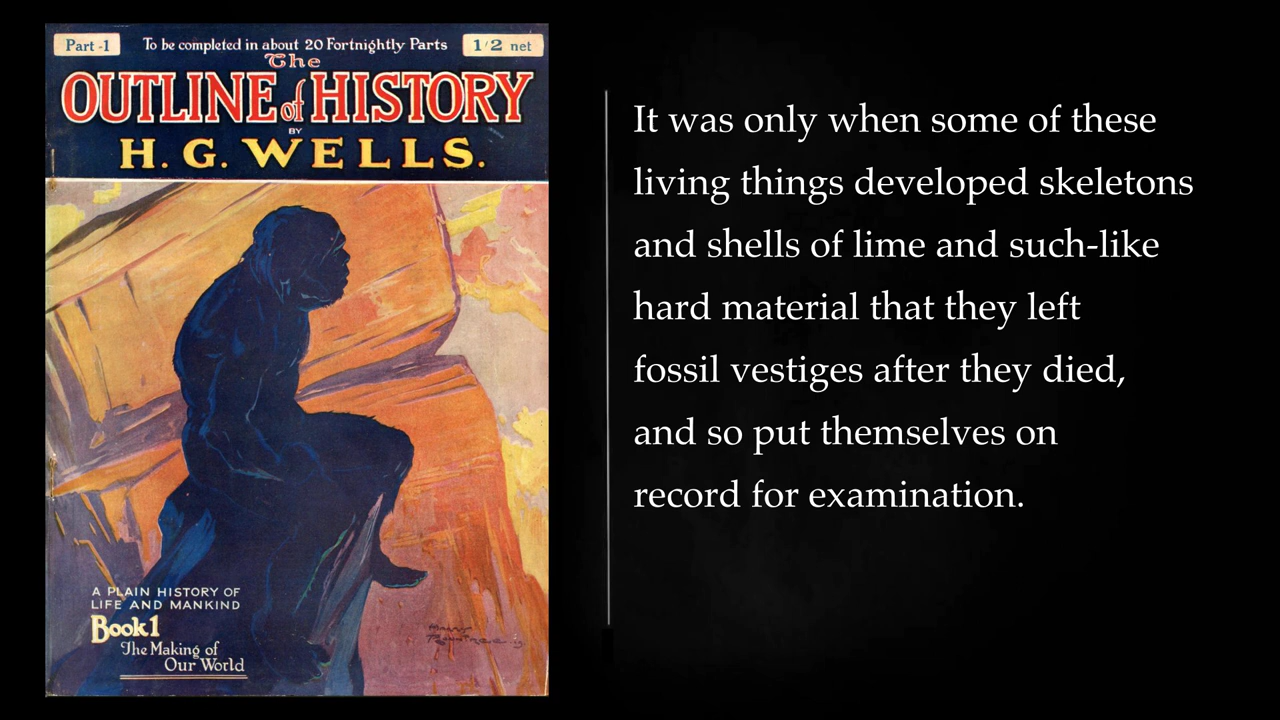 Part -1
To be completed in about 20 Fortnightly Parts
1/2 net
The
OUTLINE of HISTORY
BY
H. G. WELLS.
A PLAIN HISTORY OF
LIFE AND MANKIND
Book 1
The Making of
Our World
It was only when some of these
living things developed skeletons
and shells of lime and such-like
hard material that they left
fossil vestiges after they died,
and so put themselves on
record for examination.